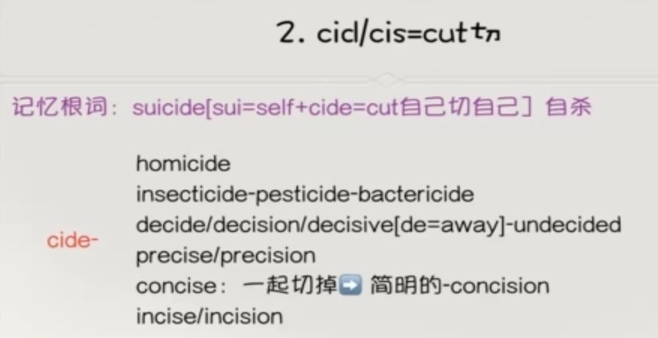 2. cid/cis=cut切
记忆根词：suicide[sui=self+cide=cut自己切自己］自杀
homicide
insecticide-pesticide-bactericide
decide/decision/decisive[de=away]-undecided
cide-
precise/precision
concise：一起切掉➡️ 简明的-concision
incise/incision